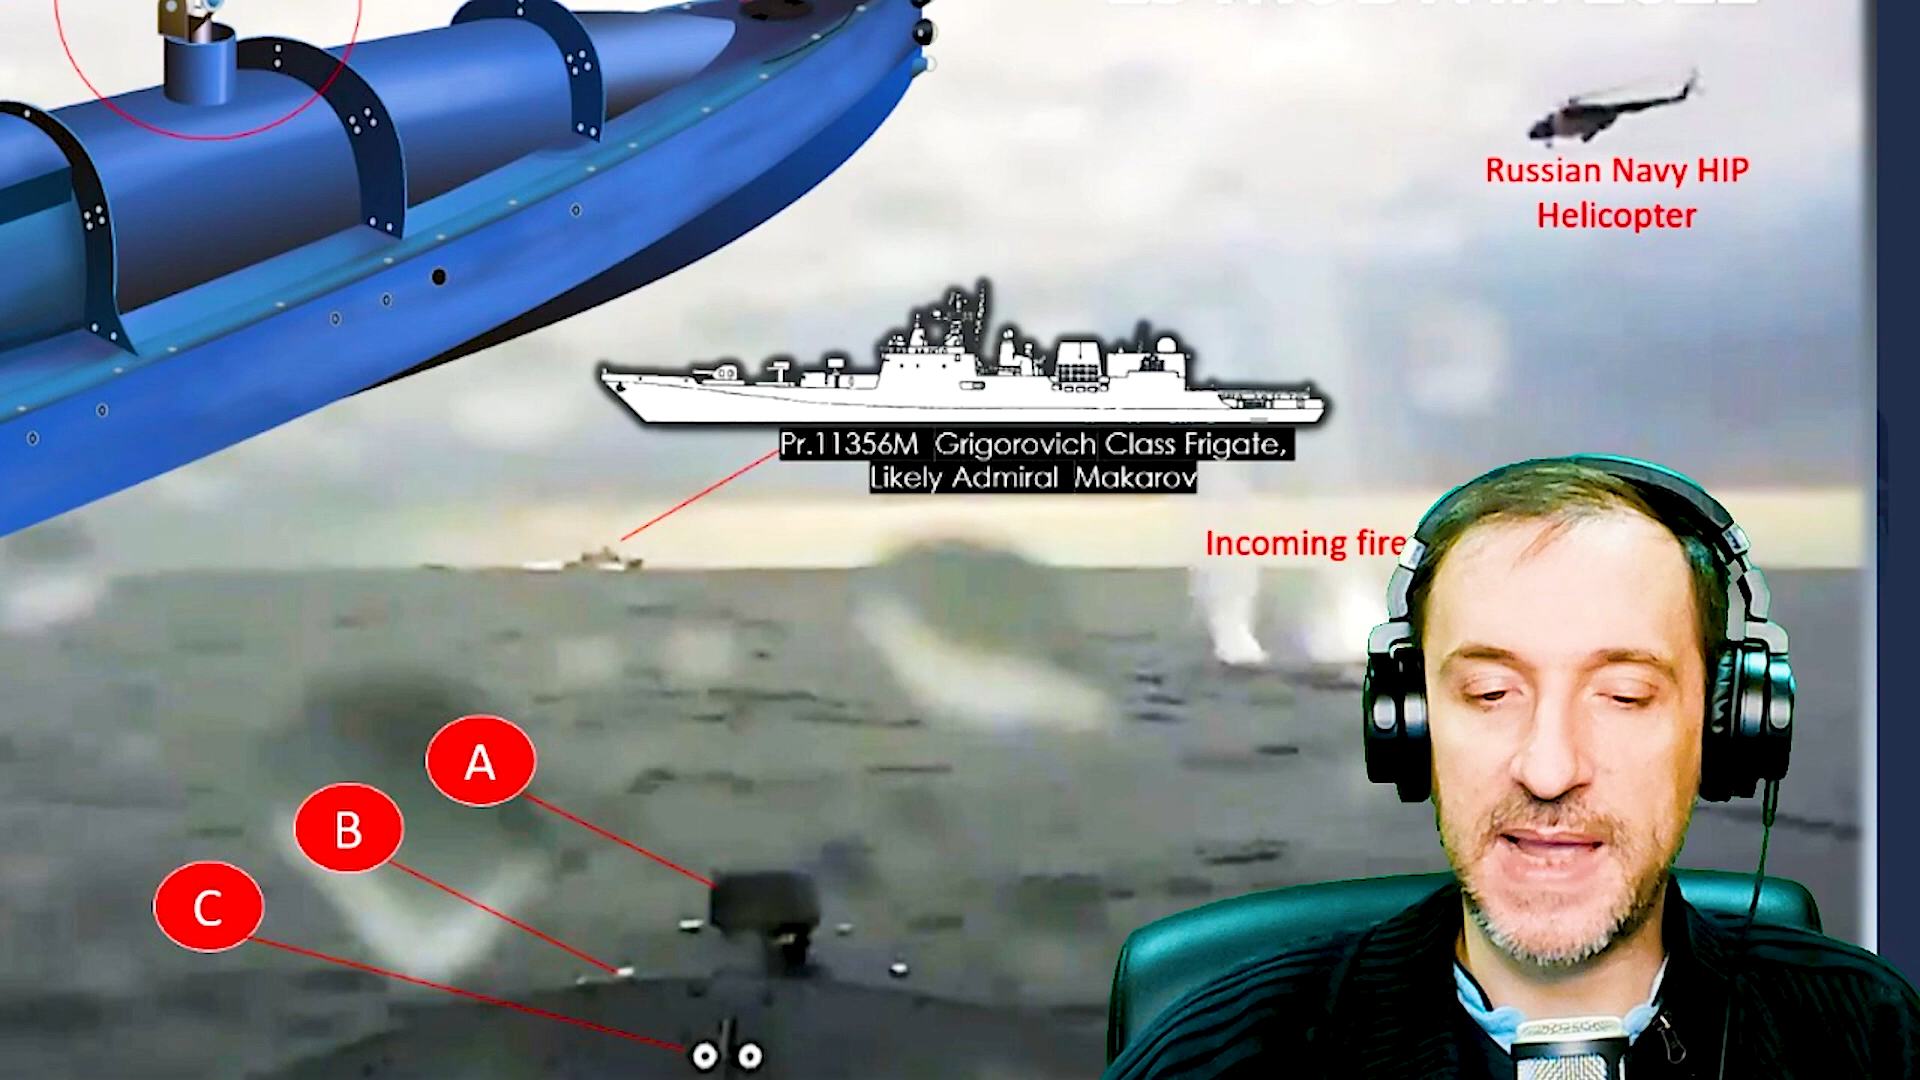 Russian Navy HIP
Helicopter
Pr.11356M Grigorovich Class Frigate,
Likely Admiral Makarov
Incoming fire
A
B
C